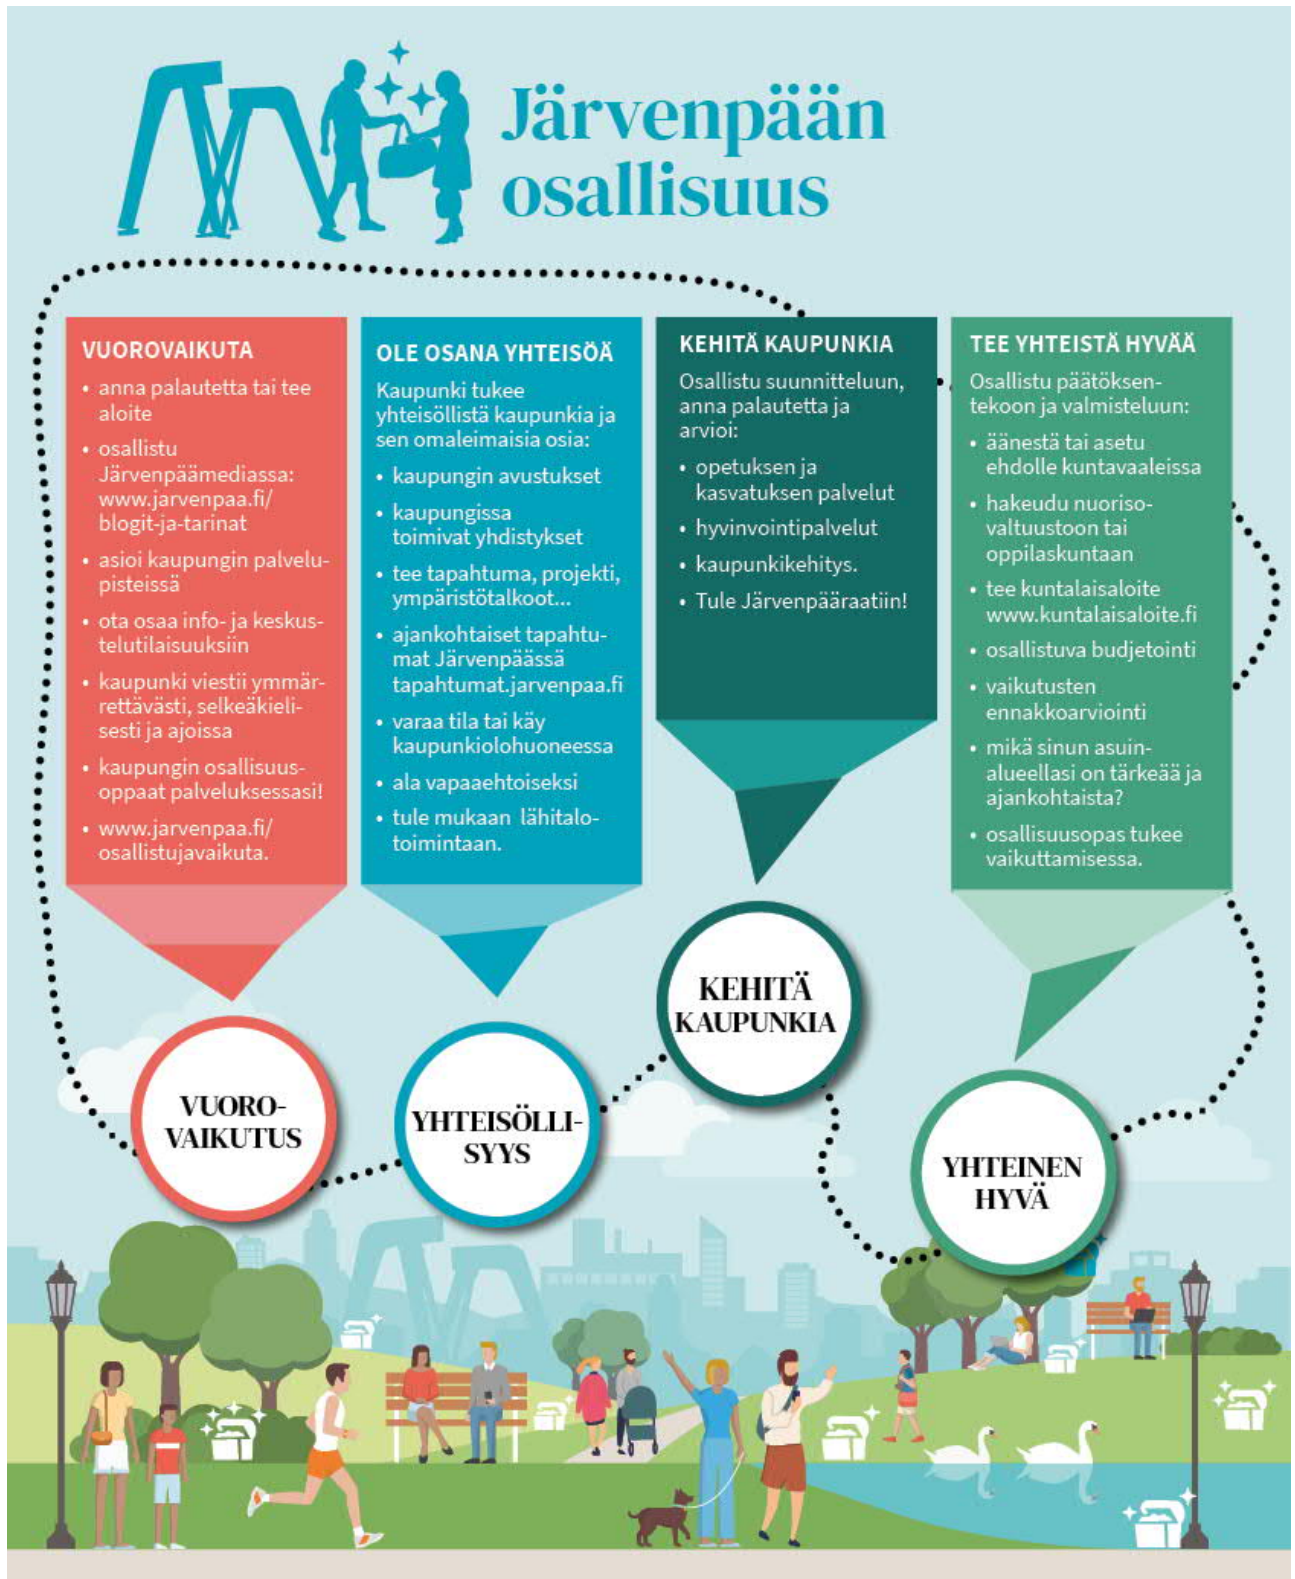 Järvenpään
osallisuus
VUOROVAIKUTA
• anna palautetta tai tee
aloite
• osallistu
Järvenpäämediassa:
www.jarvenpaa.fi/
blogit-ja-tarinat
• asioi kaupungin palvelu-
pisteissä
• ota osaa info- ja keskus-
telutilaisuuksiin
• kaupunki viestii ymmär-
rettävästi, selkeäkieli-
sesti ja ajoissa
• kaupungin osallisuus-
oppaat palveluksessasi!
• www.jarvenpaa.fi/
osallistujavaikuta.
OLE OSANA YHTEISÖÄ
Kaupunki tukee
yhteisöllistä kaupunkia ja
sen omaleimaisia osia:
• kaupungin avustukset
• kaupungissa
toimivat yhdistykset
• tee tapahtuma, projekti,
ympäristötalkoot...
• ajankohtaiset tapahtu-
mat Järvenpäässä
tapahtumat.jarvenpaa.fi
• varaa tila tai käy
kaupunkiolohuoneessa
• ala vapaaehtoiseksi
• tule mukaan lähitalo-
toimintaan.
KEHITÄ KAUPUNKIA
Osallistu suunnitteluun,
anna palautetta ja
arvioi:
• opetuksen ja
kasvatuksen palvelut
• hyvinvointipalvelut
• kaupunkikehitys.
• Tule Järvenpääraatiin!
TEE YHTEISTÄ HYVÄÄ
Osallistu päätöksen-
tekoon ja valmisteluun:
• äänestä tai asetu
ehdolle kuntavaaleissa
• hakeudu nuoriso-
valtuustoon tai
oppilaskuntaan
• tee kuntalaisaloite
www.kuntalaisaloite.fi
• osallistuva budjetointi
• vaikutusten
ennakkoarviointi
• mikä sinun asuin-
alueellasi on tärkeää ja
ajankohtaista?
• osallisuusopas tukee
vaikuttamisessa.
VUORO-
VAIKUTUS
YHTEISÖLLI-
SYYS
KEHITÄ
KAUPUNKIA
YHTEINEN
HYVÄ